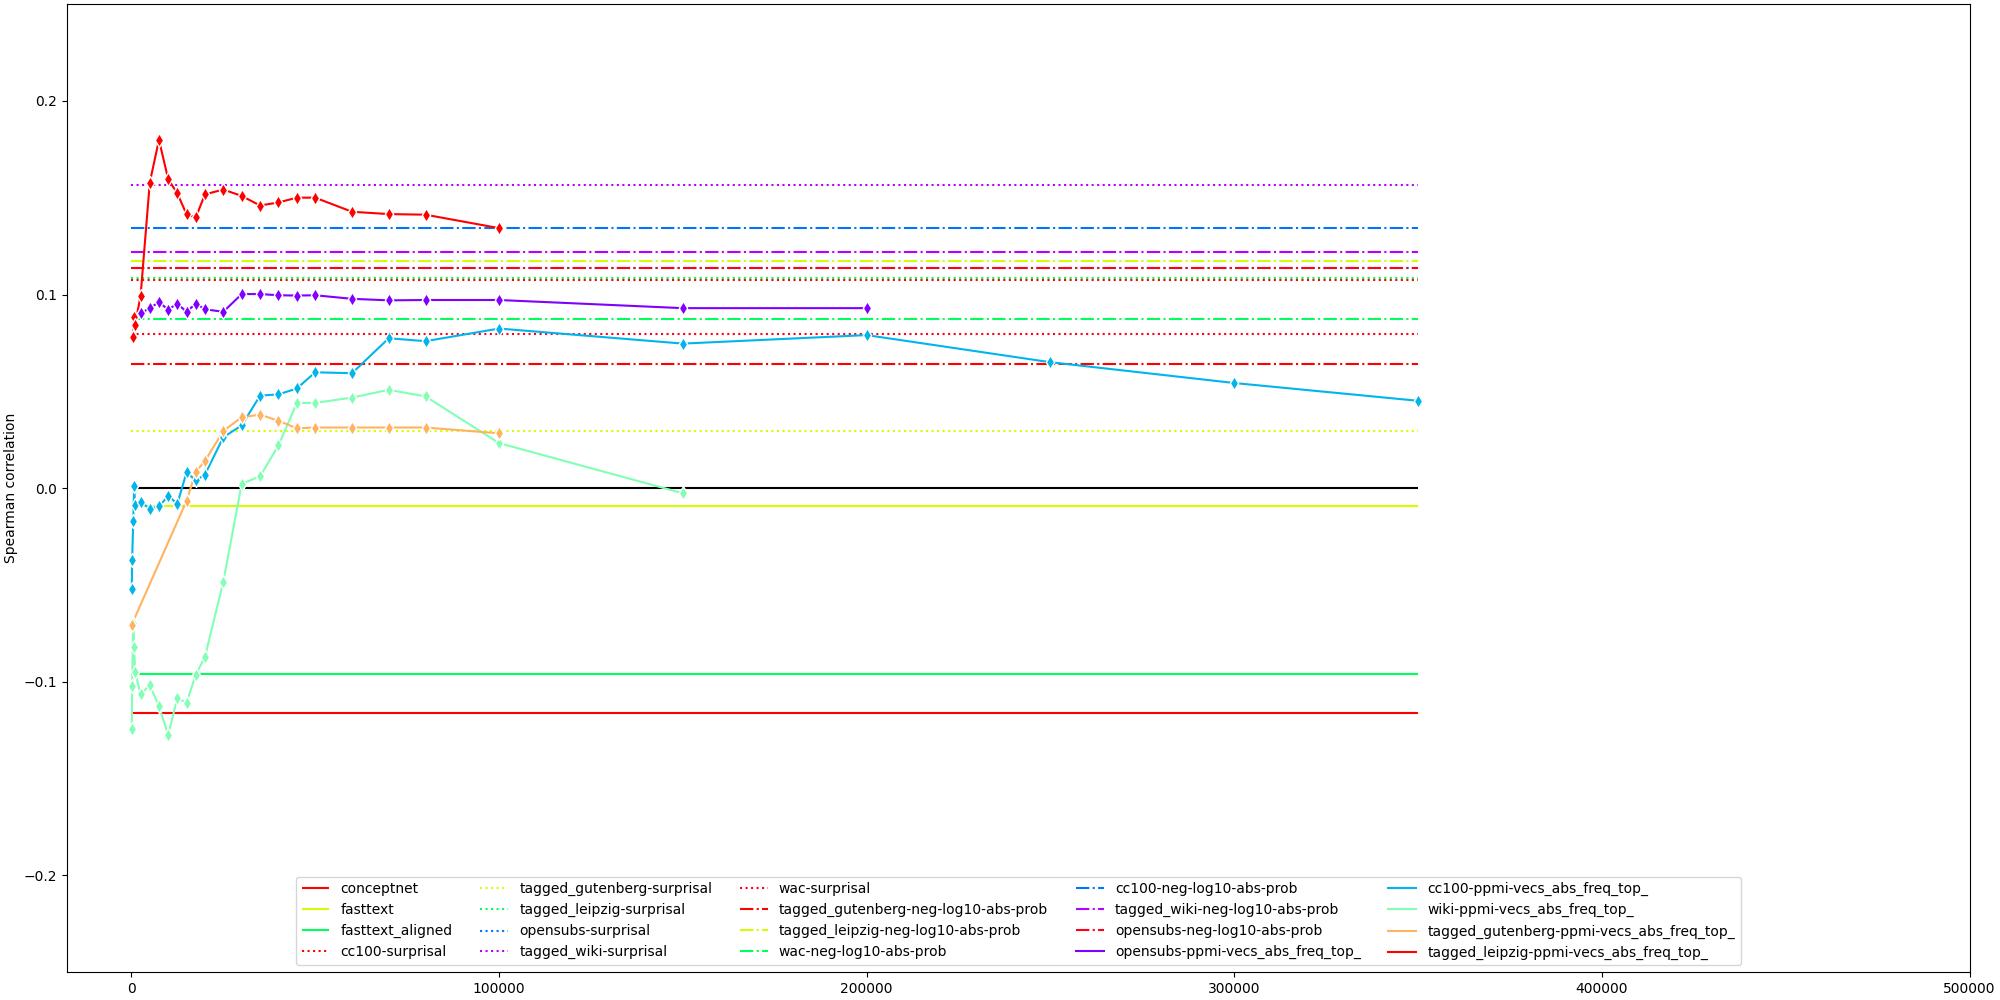 0.2
0.1
0.0
−0.1
−0.2
Spearman correlation
conceptnet
fasttext
fasttext_aligned
cc100-surprisal
tagged_gutenberg-surprisal
tagged_leipzig-surprisal
opensubs-surprisal
tagged_wiki-surprisal
wac-surprisal
tagged_gutenberg-neg-log10-abs-prob
tagged_leipzig-neg-log10-abs-prob
wac-neg-log10-abs-prob
cc100-neg-log10-abs-prob
tagged_wiki-neg-log10-abs-prob
opensubs-neg-log10-abs-prob
opensubs-ppmi-vecs_abs_freq_top_
cc100-ppmi-vecs_abs_freq_top_
wiki-ppmi-vecs_abs_freq_top_
tagged_gutenberg-ppmi-vecs_abs_freq_top_
tagged_leipzig-ppmi-vecs_abs_freq_top_
0 100000 200000 300000 400000 500000